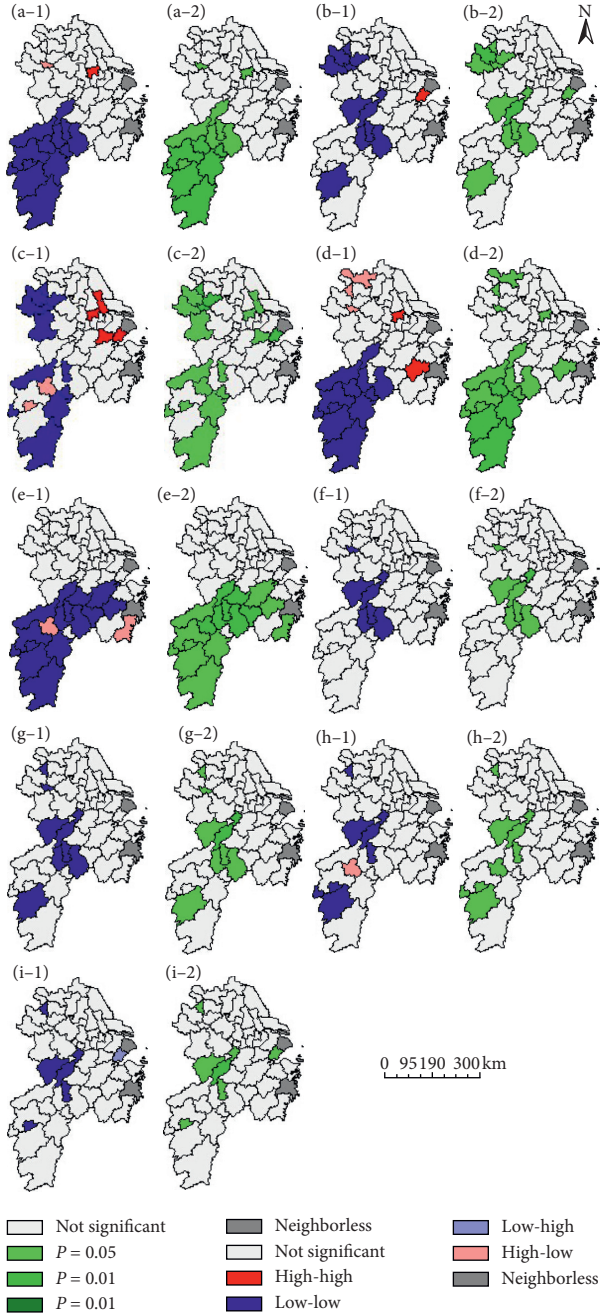 (a–1) (a–2) (b–1) (b–2) N
(c–1) (c–2) (d–1) (d–2)
(e–1) (e–2) (f–1) (f–2)
(g–1) (g–2) (h–1) (h–2)
(i–1) (i–2)
0 95190 300 km
Not significant Neighborless Low-high
P = 0.05 Not significant High-low
P = 0.01 High-high Neighborless
P = 0.01 Low-low